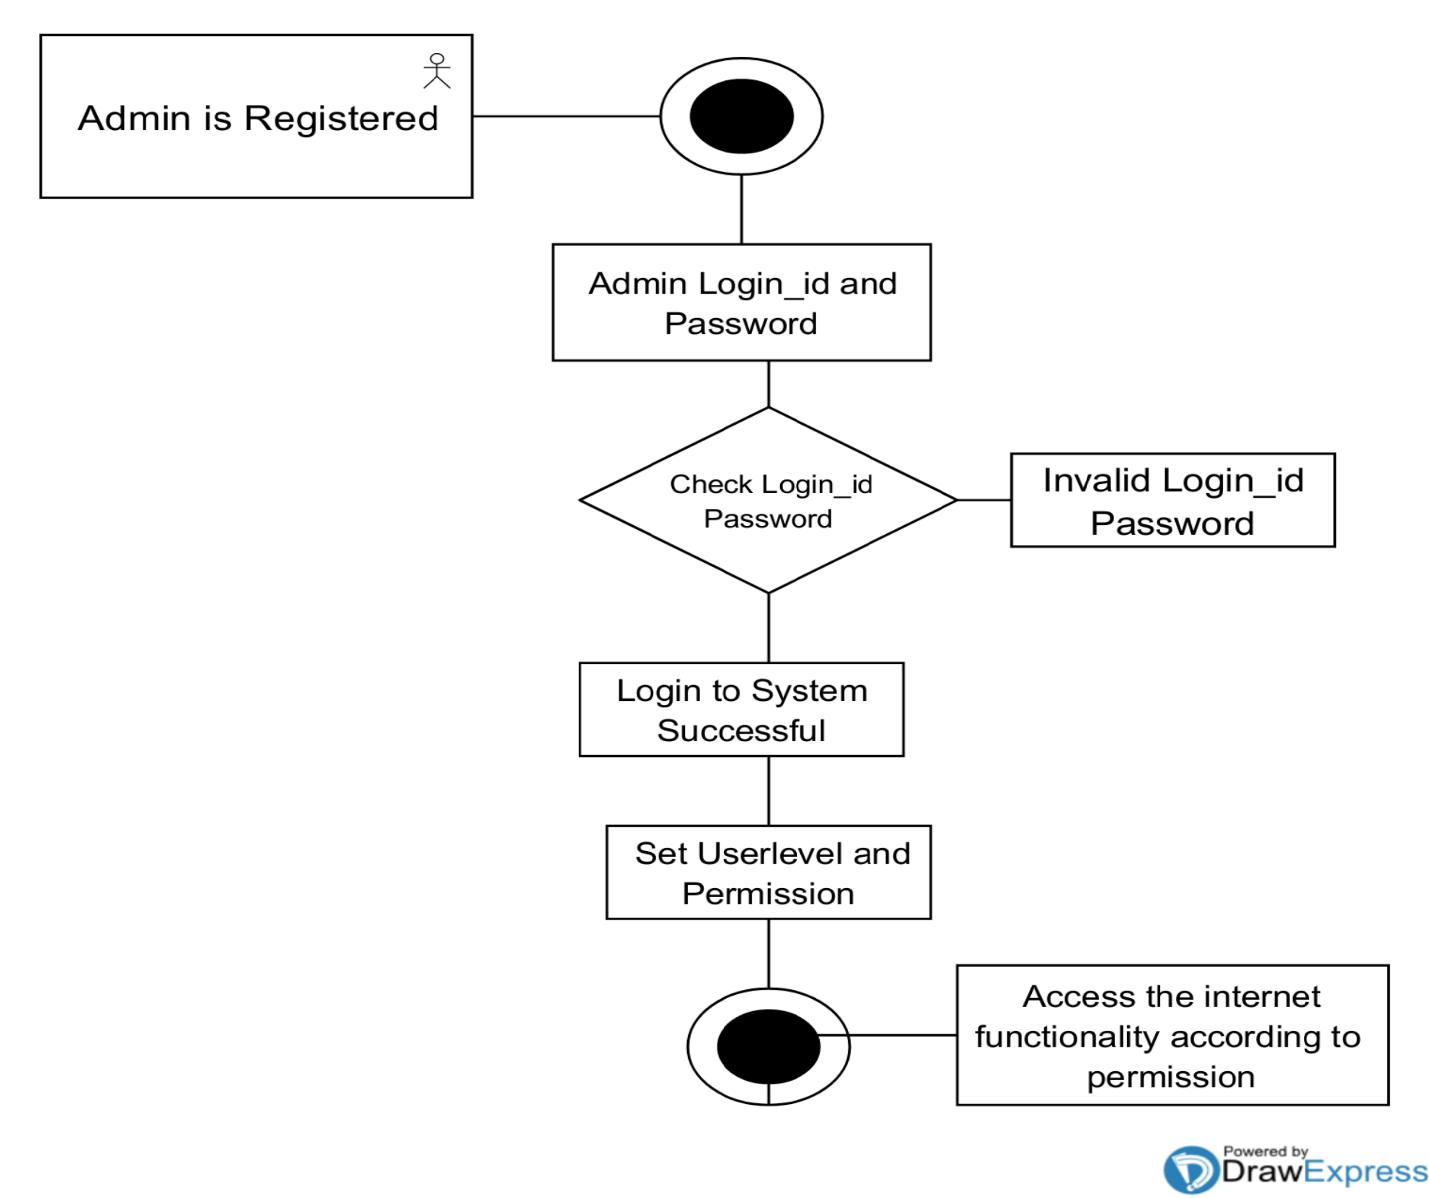 Admin is Registered
Admin Login_id and
Password
Check Login_id
Password
Invalid Login_id
Password
Login to System
Successful
Set Userlevel and
Permission
Access the internet
functionality according to
permission
Powered by
DrawExpress